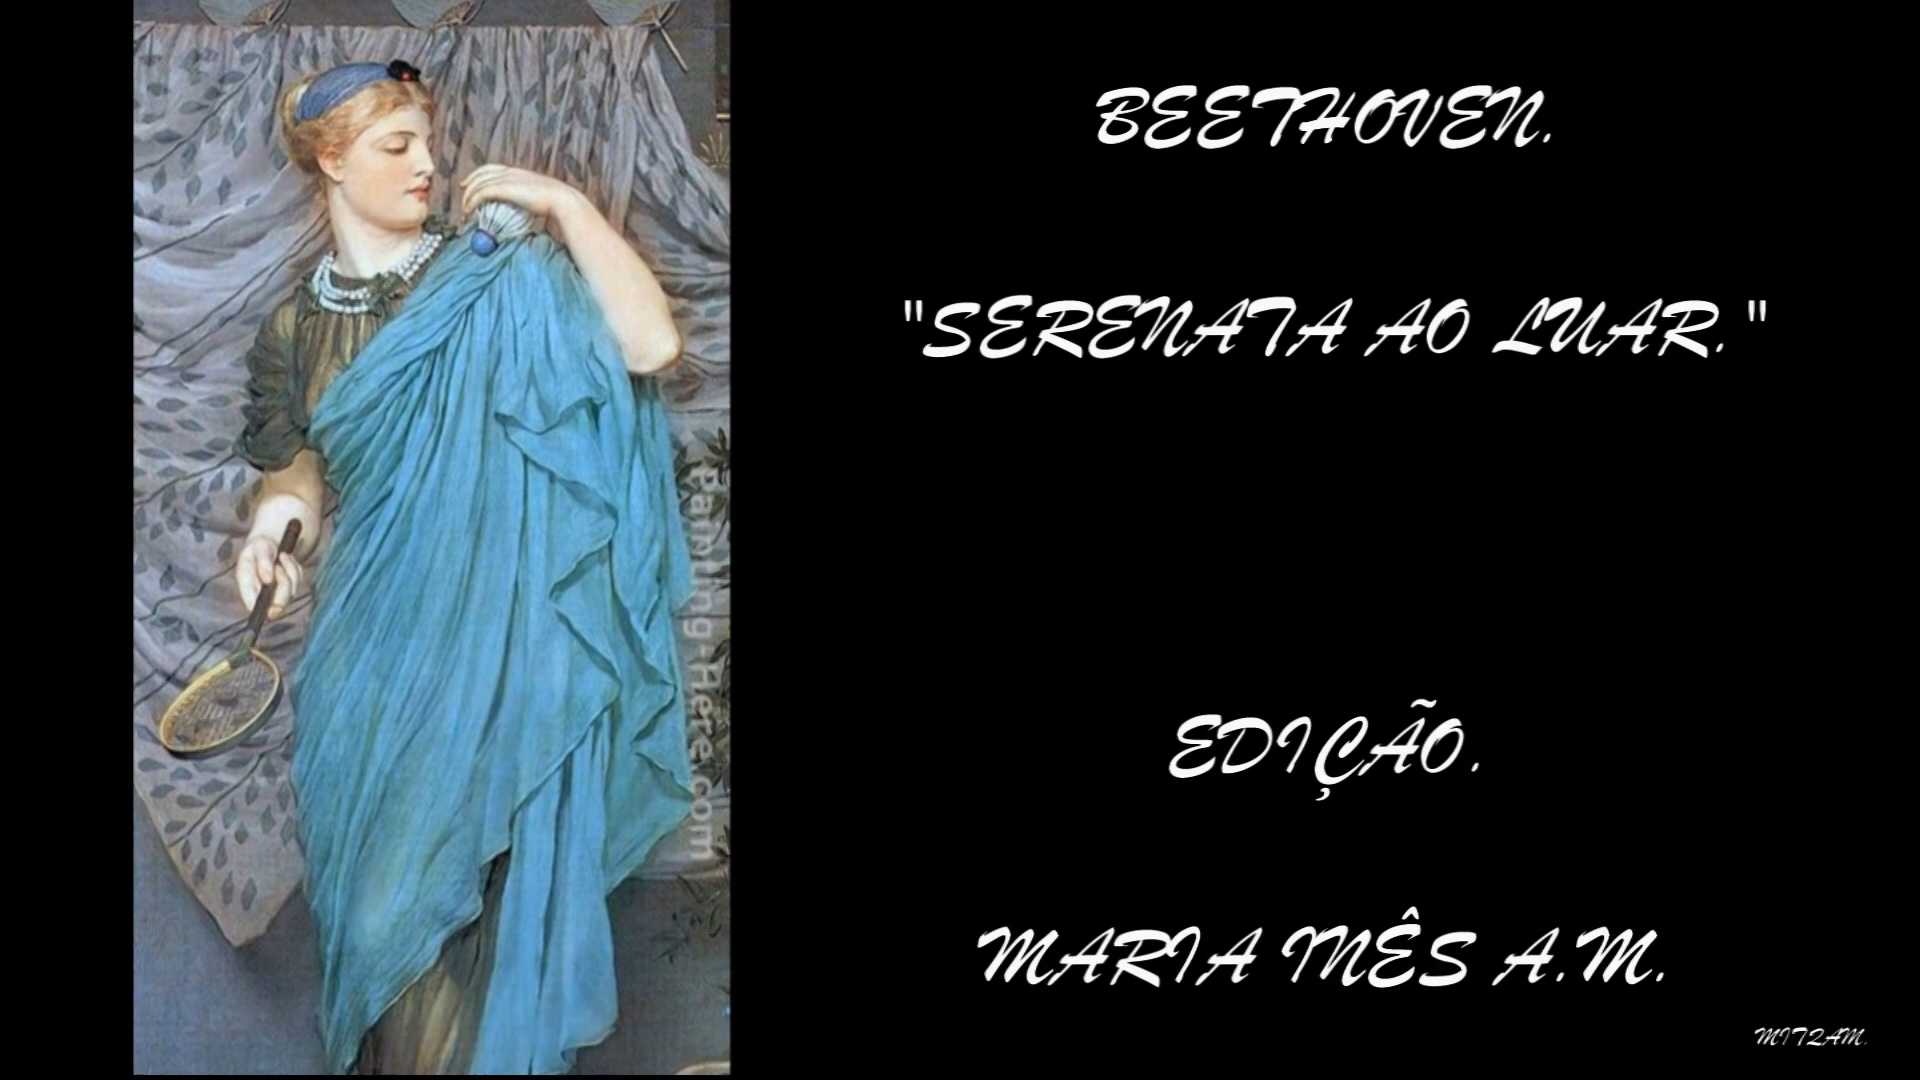 BEETHOVEN.
"SERENATA AO LUAR."
EDIÇÃO.
MARIA INÊS A.M.
MITZAM.
Painting-Here.com